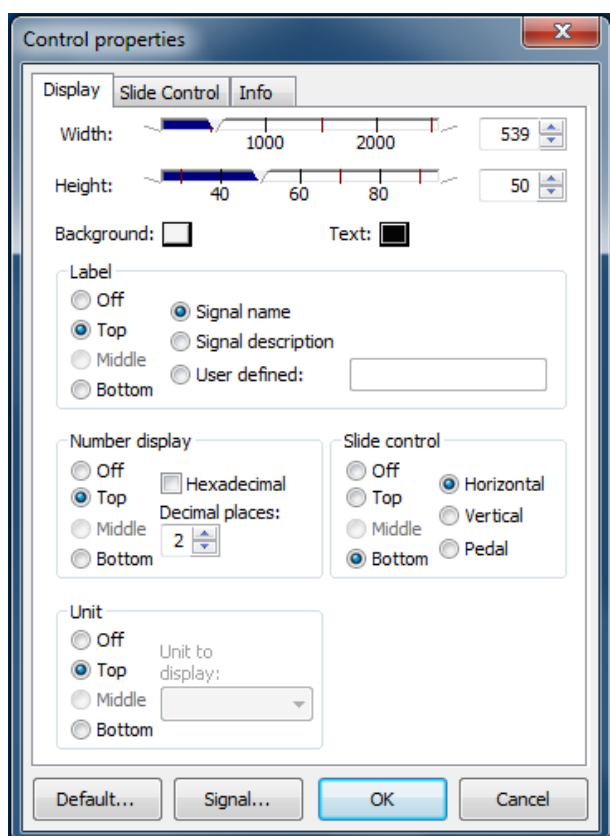 Control properties
Display Slide Control Info
Width: 1000 2000 539
Height: 40 60 80 50
Background: Text:
Label
Off
Signal name
Top
Signal description
Middle
User defined:
Bottom
Number display
Off
Hexadecimal
Top
Decimal places:
Middle
2
Bottom
Slide control
Off
Horizontal
Top
Vertical
Middle
Pedal
Bottom
Unit
Off
Unit to
display:
Top
Middle
Bottom
Default... Signal... OK Cancel